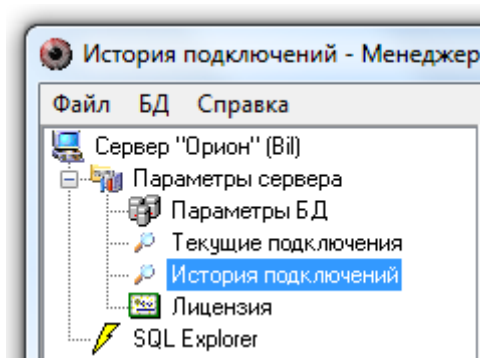 История подключений - Менеджер
Файл БД Справка
Сервер "Орион" (Bil)
Параметры сервера
Параметры БД
Текущие подключения
История подключений
Лицензия
SQL Explorer